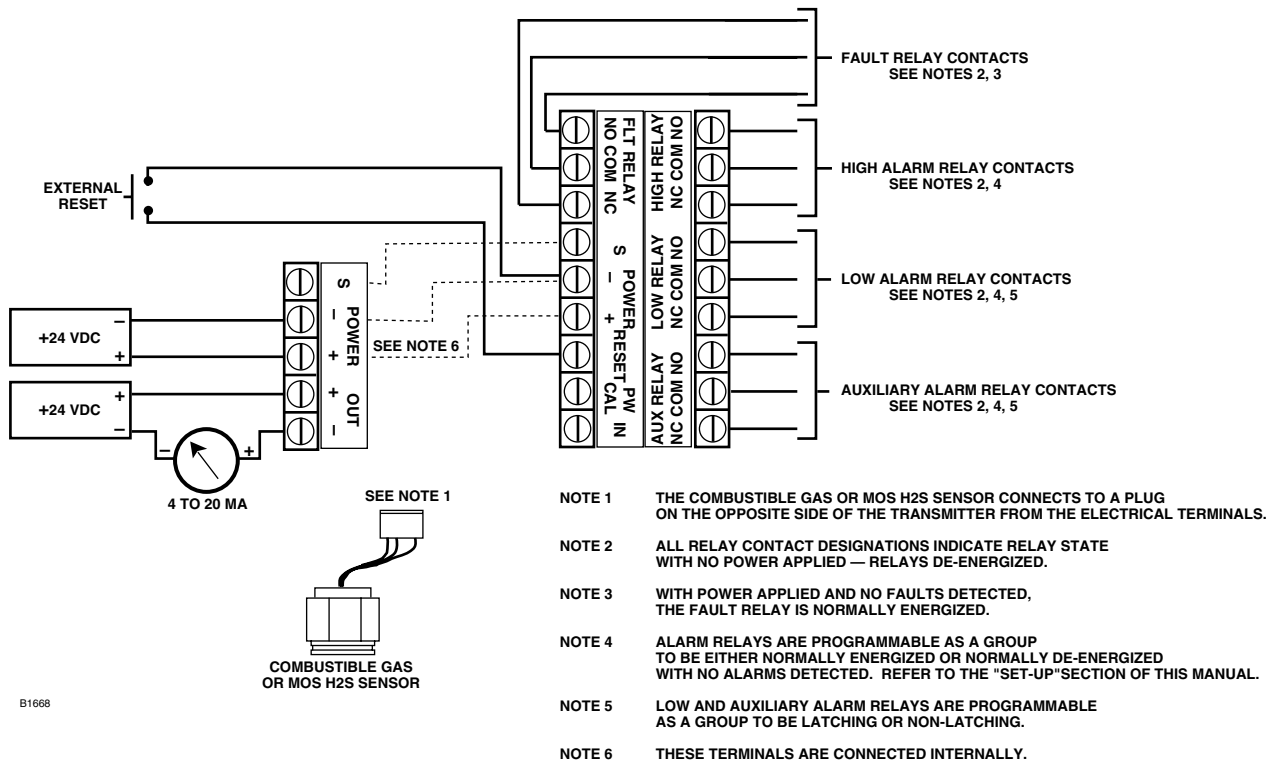 FAULT RELAY CONTACTS
SEE NOTES 2, 3
HIGH ALARM RELAY CONTACTS
SEE NOTES 2, 4
LOW ALARM RELAY CONTACTS
SEE NOTES 2, 4, 5
AUXILIARY ALARM RELAY CONTACTS
SEE NOTES 2, 4, 5
FLT RELAY
NO COM NC
S
– POWER +
RESET
PW IN
CAL
HIGH RELAY
NC COM NO
LOW RELAY
NC COM NO
AUX RELAY
NC COM NO
EXTERNAL
RESET
S
– POWER +
+ OUT –
SEE NOTE 6
+24 VDC
–
+
+24 VDC
+
–
– +
4 TO 20 MA
SEE NOTE 1
COMBUSTIBLE GAS
OR MOS H2S SENSOR
B1668
NOTE 1 THE COMBUSTIBLE GAS OR MOS H2S SENSOR CONNECTS TO A PLUG
ON THE OPPOSITE SIDE OF THE TRANSMITTER FROM THE ELECTRICAL TERMINALS.
NOTE 2 ALL RELAY CONTACT DESIGNATIONS INDICATE RELAY STATE
WITH NO POWER APPLIED — RELAYS DE-ENERGIZED.
NOTE 3 WITH POWER APPLIED AND NO FAULTS DETECTED,
THE FAULT RELAY IS NORMALLY ENERGIZED.
NOTE 4 ALARM RELAYS ARE PROGRAMMABLE AS A GROUP
TO BE EITHER NORMALLY ENERGIZED OR NORMALLY DE-ENERGIZED
WITH NO ALARMS DETECTED. REFER TO THE "SET-UP"SECTION OF THIS MANUAL.
NOTE 5 LOW AND AUXILIARY ALARM RELAYS ARE PROGRAMMABLE
AS A GROUP TO BE LATCHING OR NON-LATCHING.
NOTE 6 THESE TERMINALS ARE CONNECTED INTERNALLY.